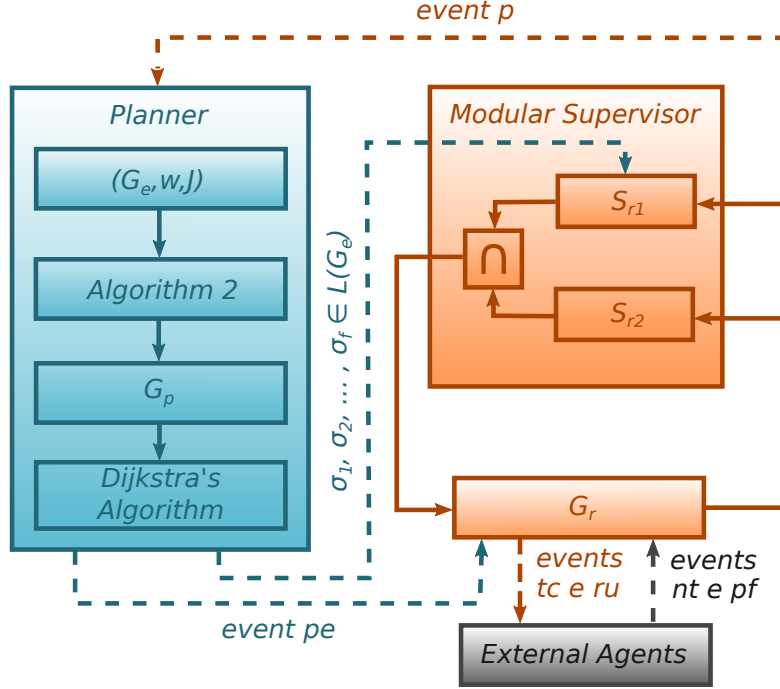 event p
Planner
(Gₑ,w,J)
Algorithm 2
Gₚ
Dijkstra's
Algorithm
σ₁, σ₂, ... , σf ∈ L(Gₑ)
Modular Supervisor
Sᵣ₁
∩
Sᵣ₂
Gᵣ
events
tc e ru
events
nt e pf
event pe
External Agents